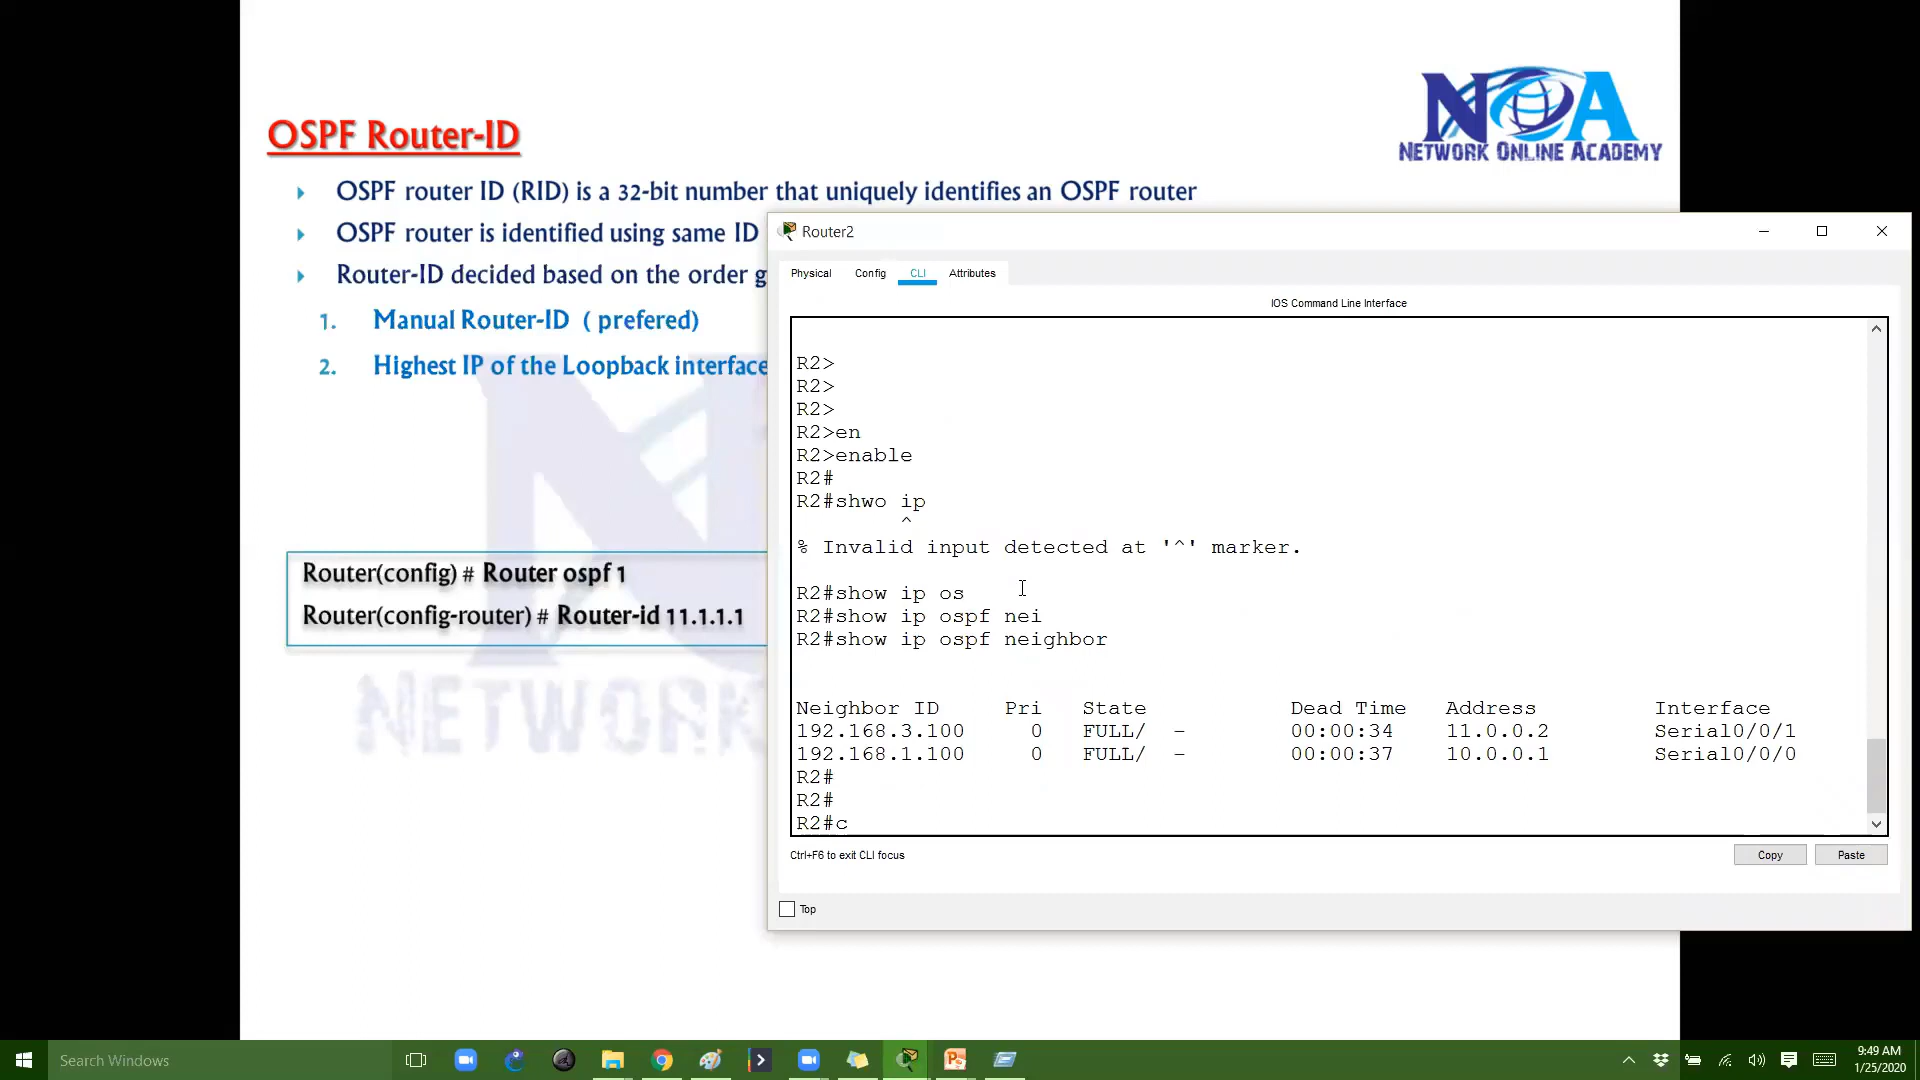 NOA
NETWORK ONLINE ACADEMY
OSPF Router-ID
OSPF router ID (RID) is a 32-bit number that uniquely identifies an OSPF router
OSPF router is identified using same ID
Router-ID decided based on the order g
1. Manual Router-ID ( prefered)
2. Highest IP of the Loopback interface
Router(config) # Router ospf 1
Router(config-router) # Router-id 11.1.1.1
NETWORK
Router2
Physical Config CLI Attributes
IOS Command Line Interface
R2>
R2>
R2>
R2>en
R2>enable
R2#
R2#shwo ip
^
% Invalid input detected at '^' marker.
R2#show ip os
R2#show ip ospf nei
R2#show ip ospf neighbor
Neighbor ID Pri State Dead Time Address Interface
192.168.3.100 0 FULL/ - 00:00:34 11.0.0.2 Serial0/0/1
192.168.1.100 0 FULL/ - 00:00:37 10.0.0.1 Serial0/0/0
R2#
R2#
R2#c
Ctrl+F6 to exit CLI focus
Copy Paste
Top
Search Windows
9:49 AM
1/25/2020